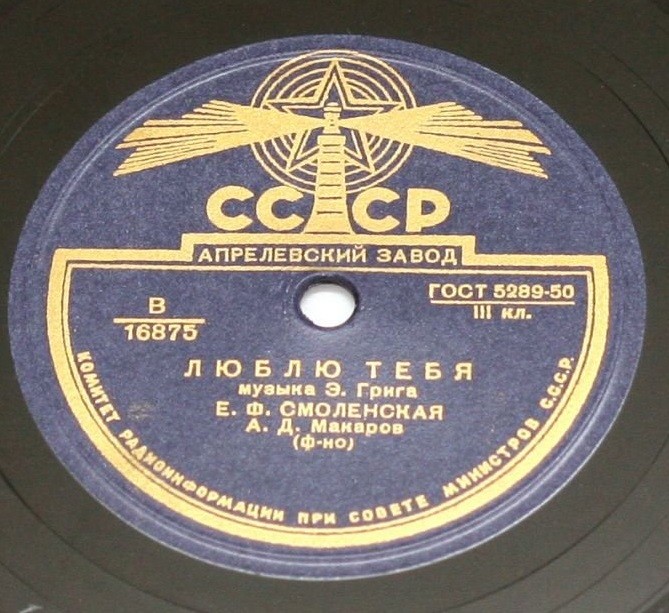 СССР
АПРЕЛЕВСКИЙ ЗАВОД
В
16875
ГОСТ 5289-50
III кл.
ЛЮБЛЮ ТЕБЯ
музыка Э. Грига
Е. Ф. СМОЛЕНСКАЯ
А. Д. Макаров
(ф-но)
КОМИТЕТ РАДИОИНФОРМАЦИИ ПРИ СОВЕТЕ МИНИСТРОВ С.С.С.Р.